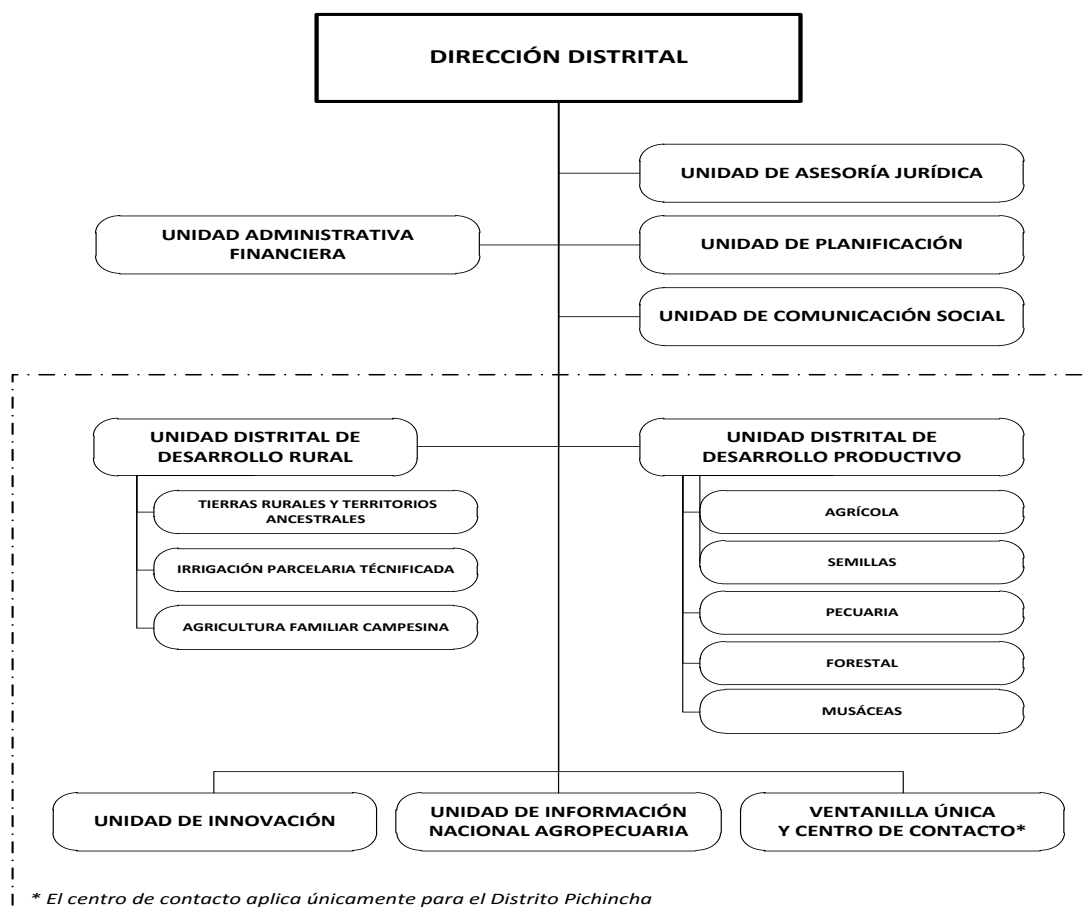 DIRECCIÓN DISTRITAL
UNIDAD DE ASESORÍA JURÍDICA
UNIDAD ADMINISTRATIVA
FINANCIERA
UNIDAD DE PLANIFICACIÓN
UNIDAD DE COMUNICACIÓN SOCIAL
UNIDAD DISTRITAL DE
DESARROLLO RURAL
TIERRAS RURALES Y TERRITORIOS
ANCESTRALES
IRRIGACIÓN PARCELARIA TÉCNIFICADA
AGRICULTURA FAMILIAR CAMPESINA
UNIDAD DISTRITAL DE
DESARROLLO PRODUCTIVO
AGRÍCOLA
SEMILLAS
PECUARIA
FORESTAL
MUSÁCEAS
UNIDAD DE INNOVACIÓN
UNIDAD DE INFORMACIÓN
NACIONAL AGROPECUARIA
VENTANILLA ÚNICA
Y CENTRO DE CONTACTO*
* El centro de contacto aplica únicamente para el Distrito Pichincha